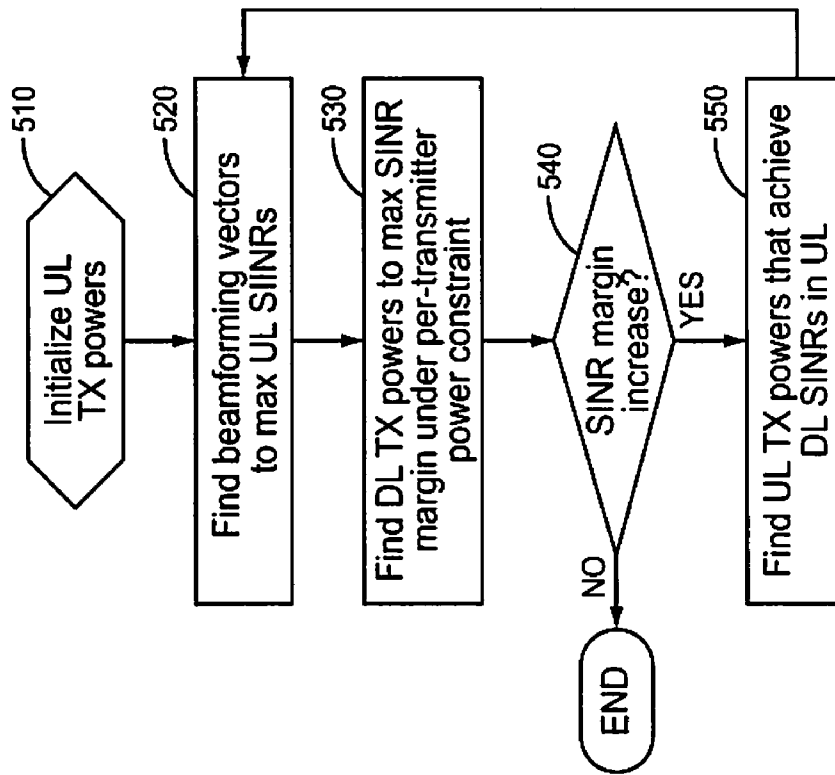 510
Initialize UL
TX powers
520
Find beamforming vectors
to max UL SIINRs
530
Find DL TX powers to max SINR
margin under per-transmitter
power constraint
540
SINR margin
increase?
NO
END
YES
550
Find UL TX powers that achieve
DL SINRs in UL